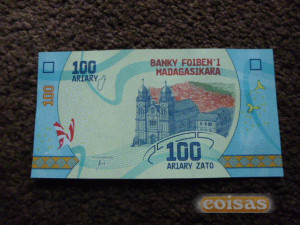 BANKY FOIBEN'I
MADAGASIKARA
100
ARIARY
100
100
ARIARY ZATO
coisas